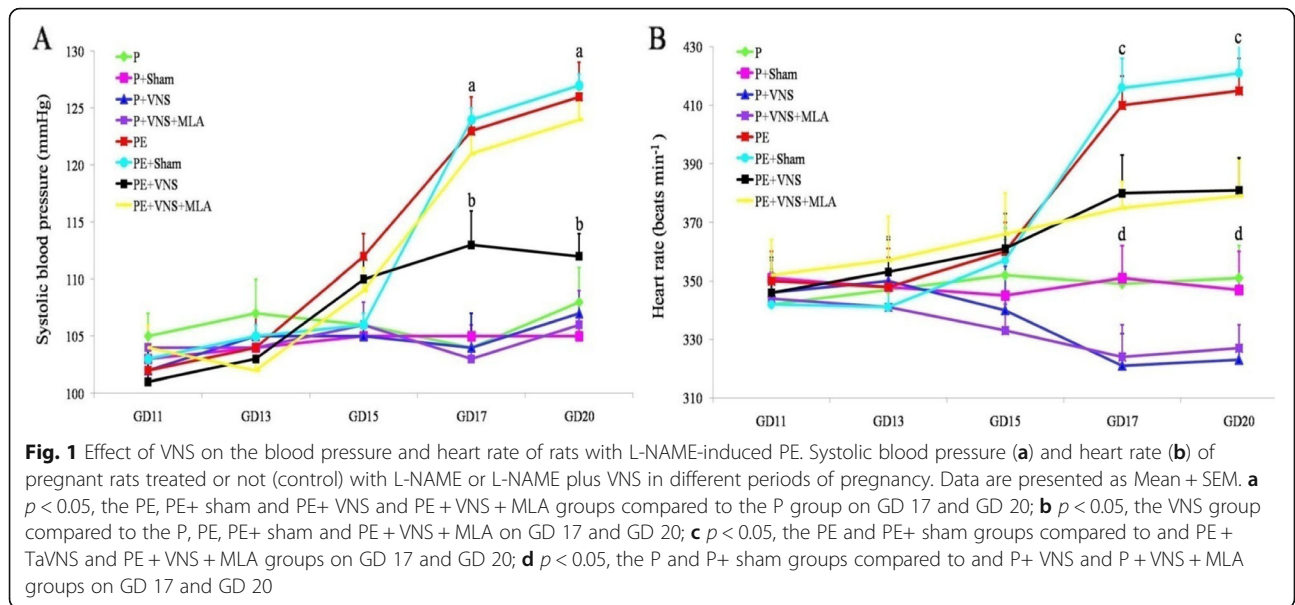 A
130
125
120
115
110
105
100
Systolic blood pressure (mmHg)
P
P+Sham
P+VNS
P+VNS+MLA
PE
PE+Sham
PE+VNS
PE+VNS+MLA
a
a
b
b
GD11 GD13 GD15 GD17 GD20
B
430
410
390
370
350
330
310
Heart rate (beats min⁻¹)
P
P+Sham
P+VNS
P+VNS+MLA
PE
PE+Sham
PE+VNS
PE+VNS+MLA
c
c
d
d
GD11 GD13 GD15 GD17 GD20
Fig. 1 Effect of VNS on the blood pressure and heart rate of rats with L-NAME-induced PE. Systolic blood pressure (a) and heart rate (b) of
pregnant rats treated or not (control) with L-NAME or L-NAME plus VNS in different periods of pregnancy. Data are presented as Mean + SEM. a
p < 0.05, the PE, PE+ sham and PE+ VNS and PE + VNS + MLA groups compared to the P group on GD 17 and GD 20; b p < 0.05, the VNS group
compared to the P, PE, PE+ sham and PE + VNS + MLA on GD 17 and GD 20; c p < 0.05, the PE and PE+ sham groups compared to and PE +
TaVNS and PE + VNS + MLA groups on GD 17 and GD 20; d p < 0.05, the P and P+ sham groups compared to and P+ VNS and P + VNS + MLA
groups on GD 17 and GD 20